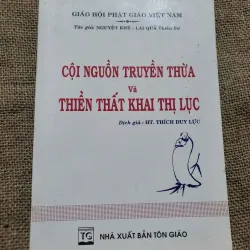 GIÁO HỘI PHẬT GIÁO VIỆT NAM
Tác giả: NGUYỆT KHÊ - LAI QUẢ Thiền Sư
CỘI NGUỒN TRUYỀN THỪA
Và
THIỀN THẤT KHAI THỊ LỤC
Dịch giả : HT. THÍCH DUY LỰC
TG
NHÀ XUẤT BẢN TÔN GIÁO